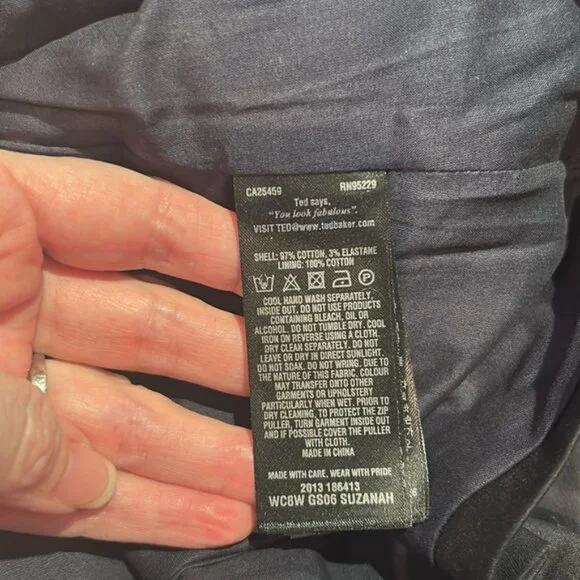 CA25459 RN95229
Ted says,
"You look fabulous".
VISIT TED@www.tedbaker.com
SHELL: 97% COTTON, 3% ELASTANE
LINING: 100% COTTON
P
COOL HAND WASH SEPARATELY.
INSIDE OUT. DO NOT USE PRODUCTS
CONTAINING BLEACH, OIL OR
ALCOHOL. DO NOT TUMBLE DRY. COOL
IRON ON REVERSE USING A CLOTH.
DRY CLEAN SEPARATELY. DO NOT
LEAVE OR DRY IN DIRECT SUNLIGHT.
DO NOT SOAK. DO NOT WRING. DUE TO
THE NATURE OF THIS FABRIC, COLOUR
MAY TRANSFER ONTO OTHER
GARMENTS OR UPHOLSTERY
PARTICULARLY WHEN WET. PRIOR TO
DRY CLEANING, TO PROTECT THE ZIP
PULLER, TURN GARMENT INSIDE OUT
AND IF POSSIBLE COVER THE PULLER
WITH CLOTH.
MADE IN CHINA
MADE WITH CARE, WEAR WITH PRIDE
2013 186413
WC8W GS06 SUZANAH